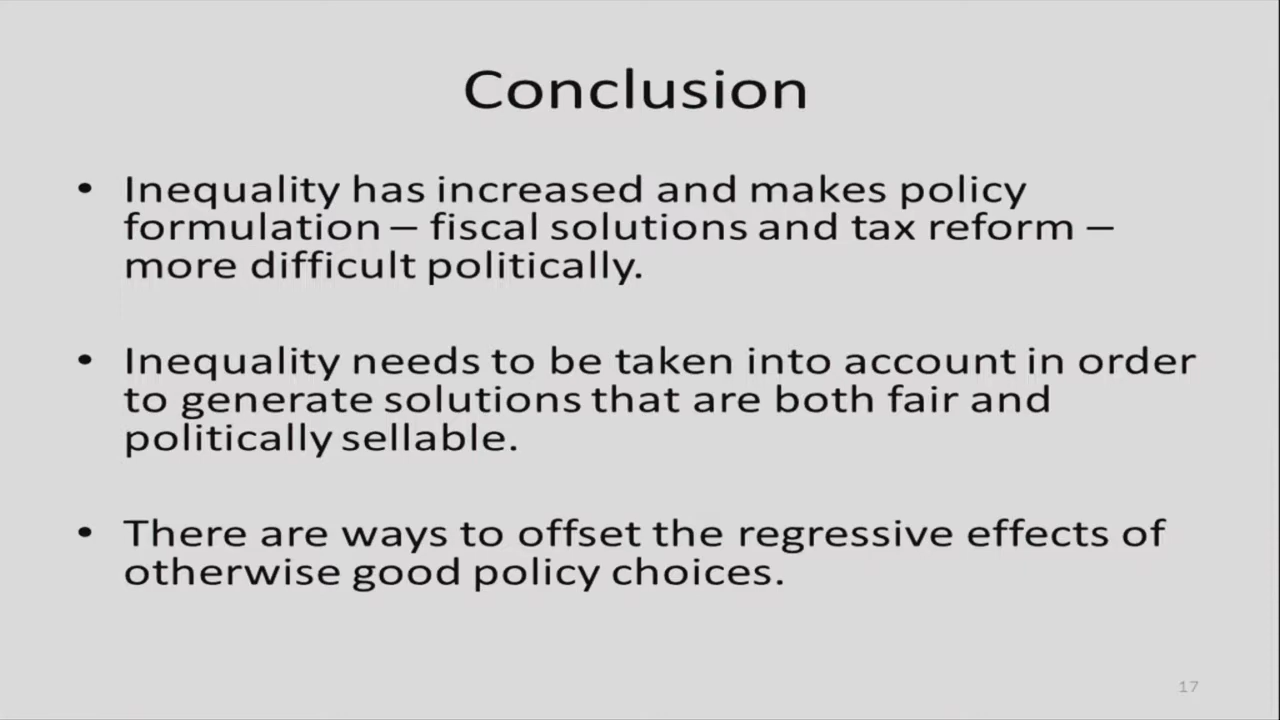 Conclusion
• Inequality has increased and makes policy
formulation – fiscal solutions and tax reform –
more difficult politically.
• Inequality needs to be taken into account in order
to generate solutions that are both fair and
politically sellable.
• There are ways to offset the regressive effects of
otherwise good policy choices.
17